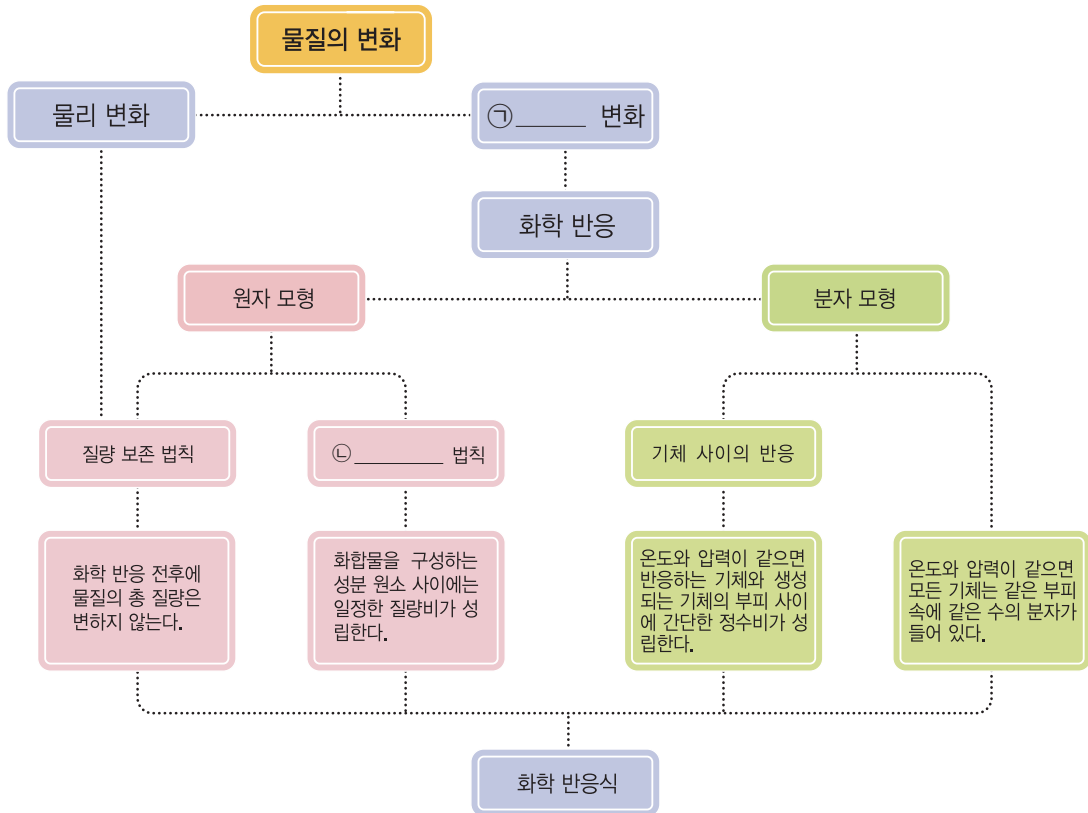 물질의 변화
물리 변화
㉠______ 변화
화학 반응
원자 모형
분자 모형
질량 보존 법칙
㉡________ 법칙
기체 사이의 반응
화학 반응 전후에
물질의 총 질량은
변하지 않는다.
화합물을 구성하는
성분 원소 사이에는
일정한 질량비가 성
립한다.
온도와 압력이 같으면
반응하는 기체와 생성
되는 기체의 부피 사이
에 간단한 정수비가 성
립한다.
온도와 압력이 같으면
모든 기체는 같은 부피
속에 같은 수의 분자가
들어 있다.
화학 반응식